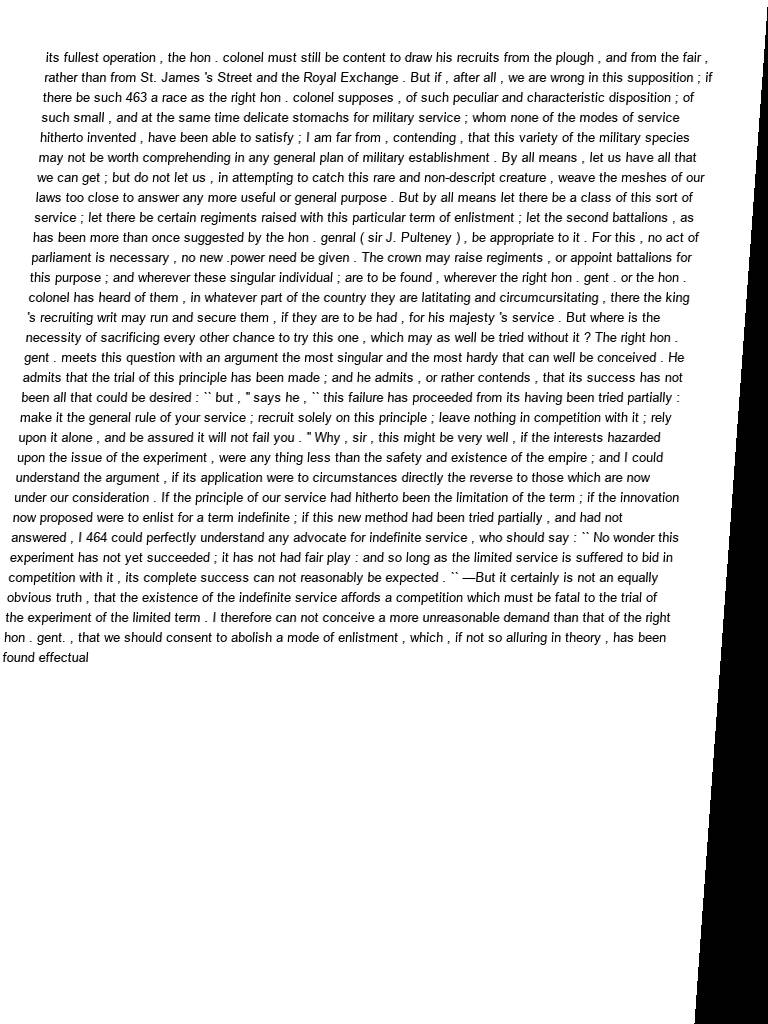 its fullest operation , the hon . colonel must still be content to draw his recruits from the plough , and from the fair ,
rather than from St. James 's Street and the Royal Exchange . But if , after all , we are wrong in this supposition ; if
there be such 463 a race as the right hon . colonel supposes , of such peculiar and characteristic disposition ; of
such small , and at the same time delicate stomachs for military service ; whom none of the modes of service
hitherto invented , have been able to satisfy ; I am far from , contending , that this variety of the military species
may not be worth comprehending in any general plan of military establishment . By all means , let us have all that
we can get ; but do not let us , in attempting to catch this rare and non-descript creature , weave the meshes of our
laws too close to answer any more useful or general purpose . But by all means let there be a class of this sort of
service ; let there be certain regiments raised with this particular term of enlistment ; let the second battalions , as
has been more than once suggested by the hon . genral ( sir J. Pulteney ) , be appropriate to it . For this , no act of
parliament is necessary , no new .power need be given . The crown may raise regiments , or appoint battalions for
this purpose ; and wherever these singular individual ; are to be found , wherever the right hon . gent . or the hon .
colonel has heard of them , in whatever part of the country they are latitating and circumcursitating , there the king
's recruiting writ may run and secure them , if they are to be had , for his majesty 's service . But where is the
necessity of sacrificing every other chance to try this one , which may as well be tried without it ? The right hon .
gent . meets this question with an argument the most singular and the most hardy that can well be conceived . He
admits that the trial of this principle has been made ; and he admits , or rather contends , that its success has not
been all that could be desired : `` but , '' says he , `` this failure has proceeded from its having been tried partially :
make it the general rule of your service ; recruit solely on this principle ; leave nothing in competition with it ; rely
upon it alone , and be assured it will not fail you . '' Why , sir , this might be very well , if the interests hazarded
upon the issue of the experiment , were any thing less than the safety and existence of the empire ; and I could
understand the argument , if its application were to circumstances directly the reverse to those which are now
under our consideration . If the principle of our service had hitherto been the limitation of the term ; if the innovation
now proposed were to enlist for a term indefinite ; if this new method had been tried partially , and had not
answered , I 464 could perfectly understand any advocate for indefinite service , who should say : `` No wonder this
experiment has not yet succeeded ; it has not had fair play : and so long as the limited service is suffered to bid in
competition with it , its complete success can not reasonably be expected . `` —But it certainly is not an equally
obvious truth , that the existence of the indefinite service affords a competition which must be fatal to the trial of
the experiment of the limited term . I therefore can not conceive a more unreasonable demand than that of the right
hon . gent. , that we should consent to abolish a mode of enlistment , which , if not so alluring in theory , has been
found effectual